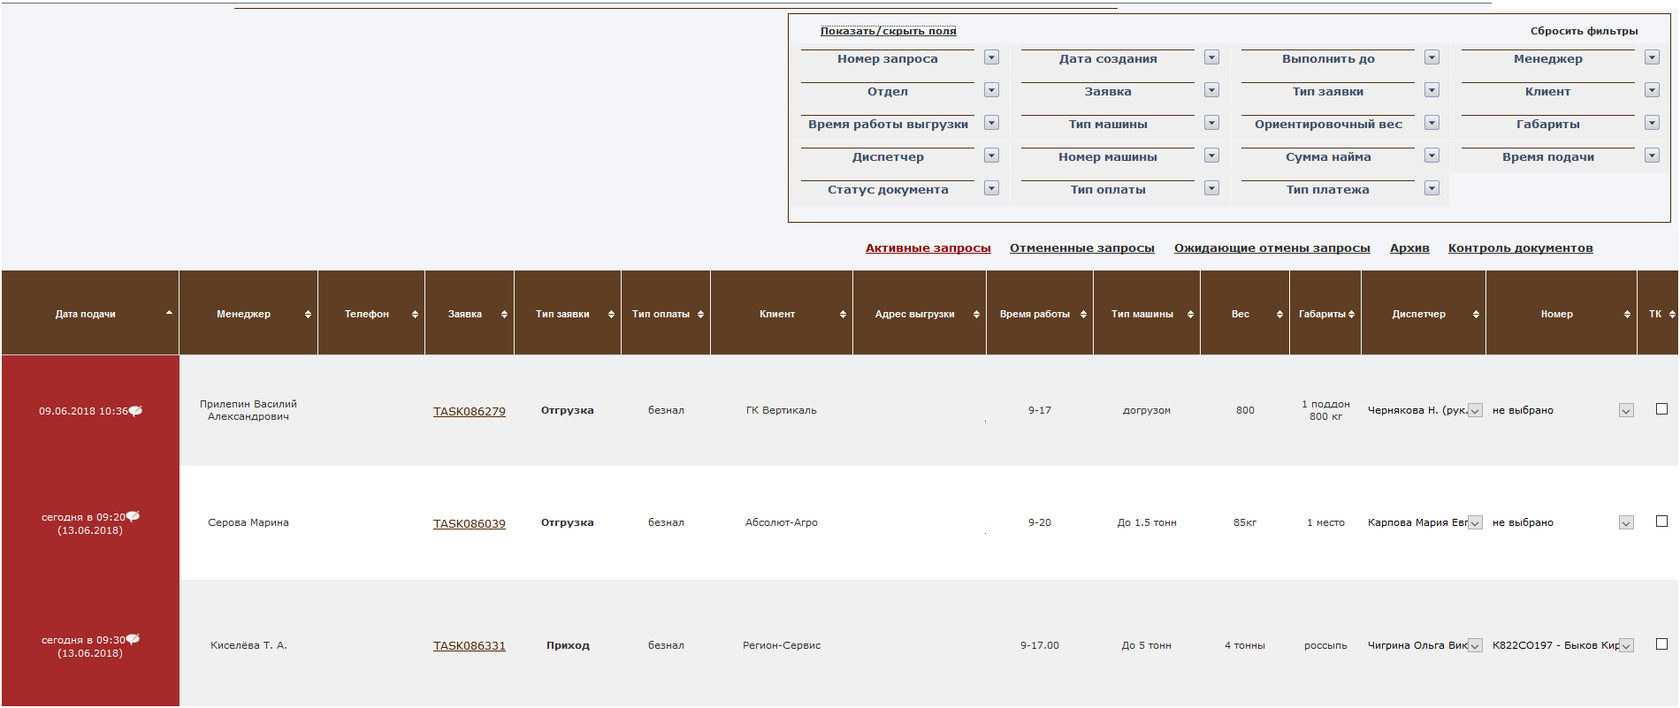 Показать/скрыть поля Сбросить фильтры
Номер запроса Дата создания Выполнить до Менеджер
Отдел Заявка Тип заявки Клиент
Время работы выгрузки Тип машины Ориентировочный вес Габариты
Диспетчер Номер машины Сумма найма Время подачи
Статус документа Тип оплаты Тип платежа
Активные запросы Отмененные запросы Ожидающие отмены запросы Архив Контроль документов
Дата подачи Менеджер Телефон Заявка Тип заявки Тип оплаты Клиент Адрес выгрузки Время работы Тип машины Вес Габариты Диспетчер Номер ТК
09.06.2018 10:36 Прилепин Василий Александрович TASK086279 Отгрузка безнал ГК Вертикаль 9-17 догрузом 800 1 поддон 800 кг Чернякова Н. (рук. не выбрано
сегодня в 09:20 (13.06.2018) Серова Марина TASK086039 Отгрузка безнал Абсолют-Агро 9-20 До 1.5 тонн 85кг 1 место Карпова Мария Евг не выбрано
сегодня в 09:30 (13.06.2018) Киселёва Т. А. TASK086331 Приход безнал Регион-Сервис 9-17.00 До 5 тонн 4 тонны россыпь Чигрина Ольга Вик К822СО197 - Быков Кир